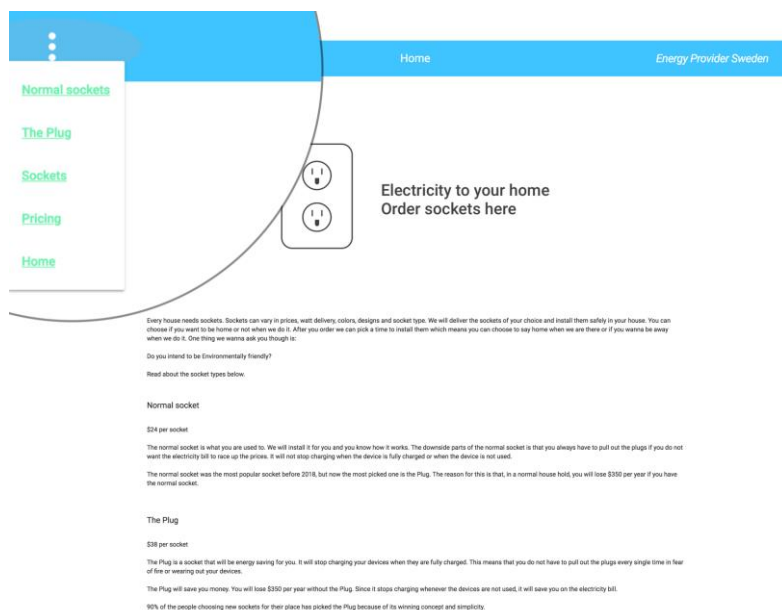 Home
Energy Provider Sweden
Normal sockets
The Plug
Sockets
Pricing
Home
Electricity to your home
Order sockets here
Every house needs sockets. Sockets can vary in prices, watt delivery, colors, designs and socket type. We will deliver the sockets of your choice and install them safely in your house. You can
choose if you want to be home or not when we do it. After you order we can pick a time to install them which means you can choose to say home when we are there or if you wanna be away
when we do it. One thing we wanna ask you though is:
Do you intend to be Environmentally friendly?
Read about the socket types below.
Normal socket
$24 per socket
The normal socket is what you are used to. We will install it for you and you know how it works. The downside parts of the normal socket is that you always have to pull out the plugs if you do not
want the electricity bill to race up the prices. It will not stop charging when the device is fully charged or when the device is not used.
The normal socket was the most popular socket before 2018, but now the most picked one is the Plug. The reason for this is that, in a normal house hold, you will lose $350 per year if you have
the normal socket.
The Plug
$38 per socket
The Plug is a socket that will be energy saving for you. It will stop charging your devices when they are fully charged. This means that you do not have to pull out the plugs every single time in fear
of fire or wearing out your devices.
The Plug will save you money. You will lose $350 per year without the Plug. Since it stops charging whenever the devices are not used, it will save you on the electricity bill.
90% of the people choosing new sockets for their place has picked the Plug because of its winning concept and simplicity.